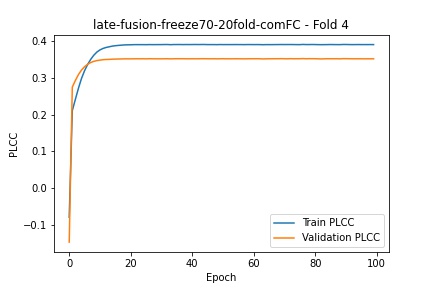 late-fusion-freeze70-20fold-comFC - Fold 4
0.4
0.3
0.2
0.1
0.0
−0.1
PLCC
Train PLCC
Validation PLCC
0 20 40 60 80 100
Epoch